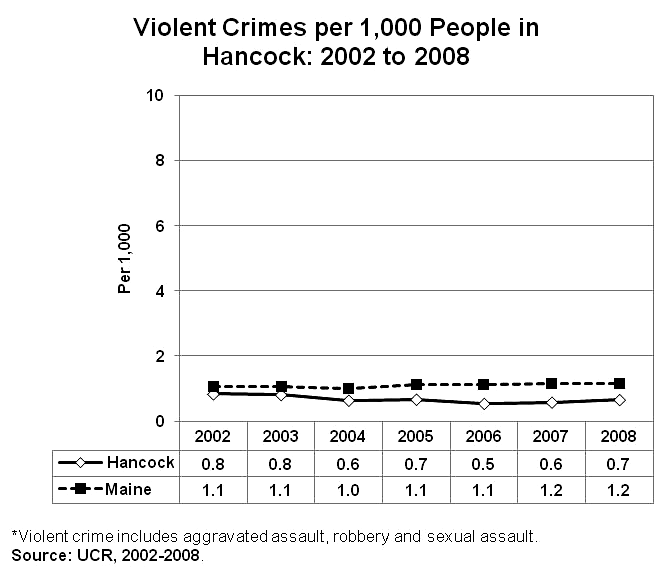 Violent Crimes per 1,000 People in
Hancock: 2002 to 2008
10
8
6
4
2
0
Per 1,000
2002 2003 2004 2005 2006 2007 2008
Hancock 0.8 0.8 0.6 0.7 0.5 0.6 0.7
Maine 1.1 1.1 1.0 1.1 1.1 1.2 1.2
*Violent crime includes aggravated assault, robbery and sexual assault.
Source: UCR, 2002-2008.